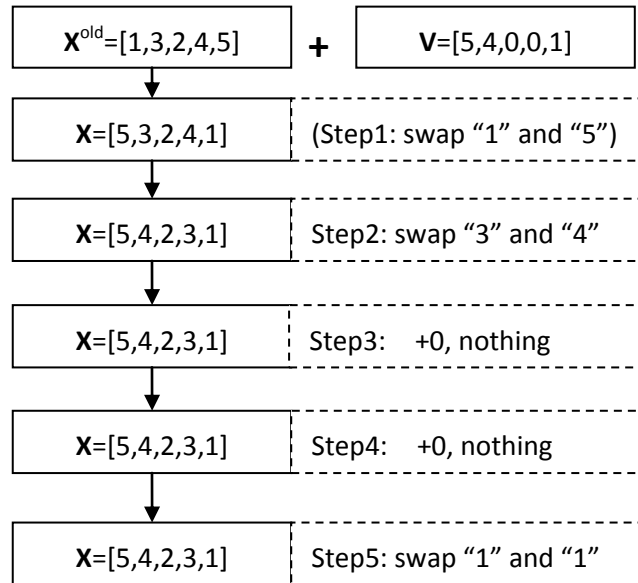 Xold=[1,3,2,4,5] + V=[5,4,0,0,1]
X=[5,3,2,4,1] (Step1: swap “1” and “5”)
X=[5,4,2,3,1] Step2: swap “3” and “4”
X=[5,4,2,3,1] Step3: +0, nothing
X=[5,4,2,3,1] Step4: +0, nothing
X=[5,4,2,3,1] Step5: swap “1” and “1”